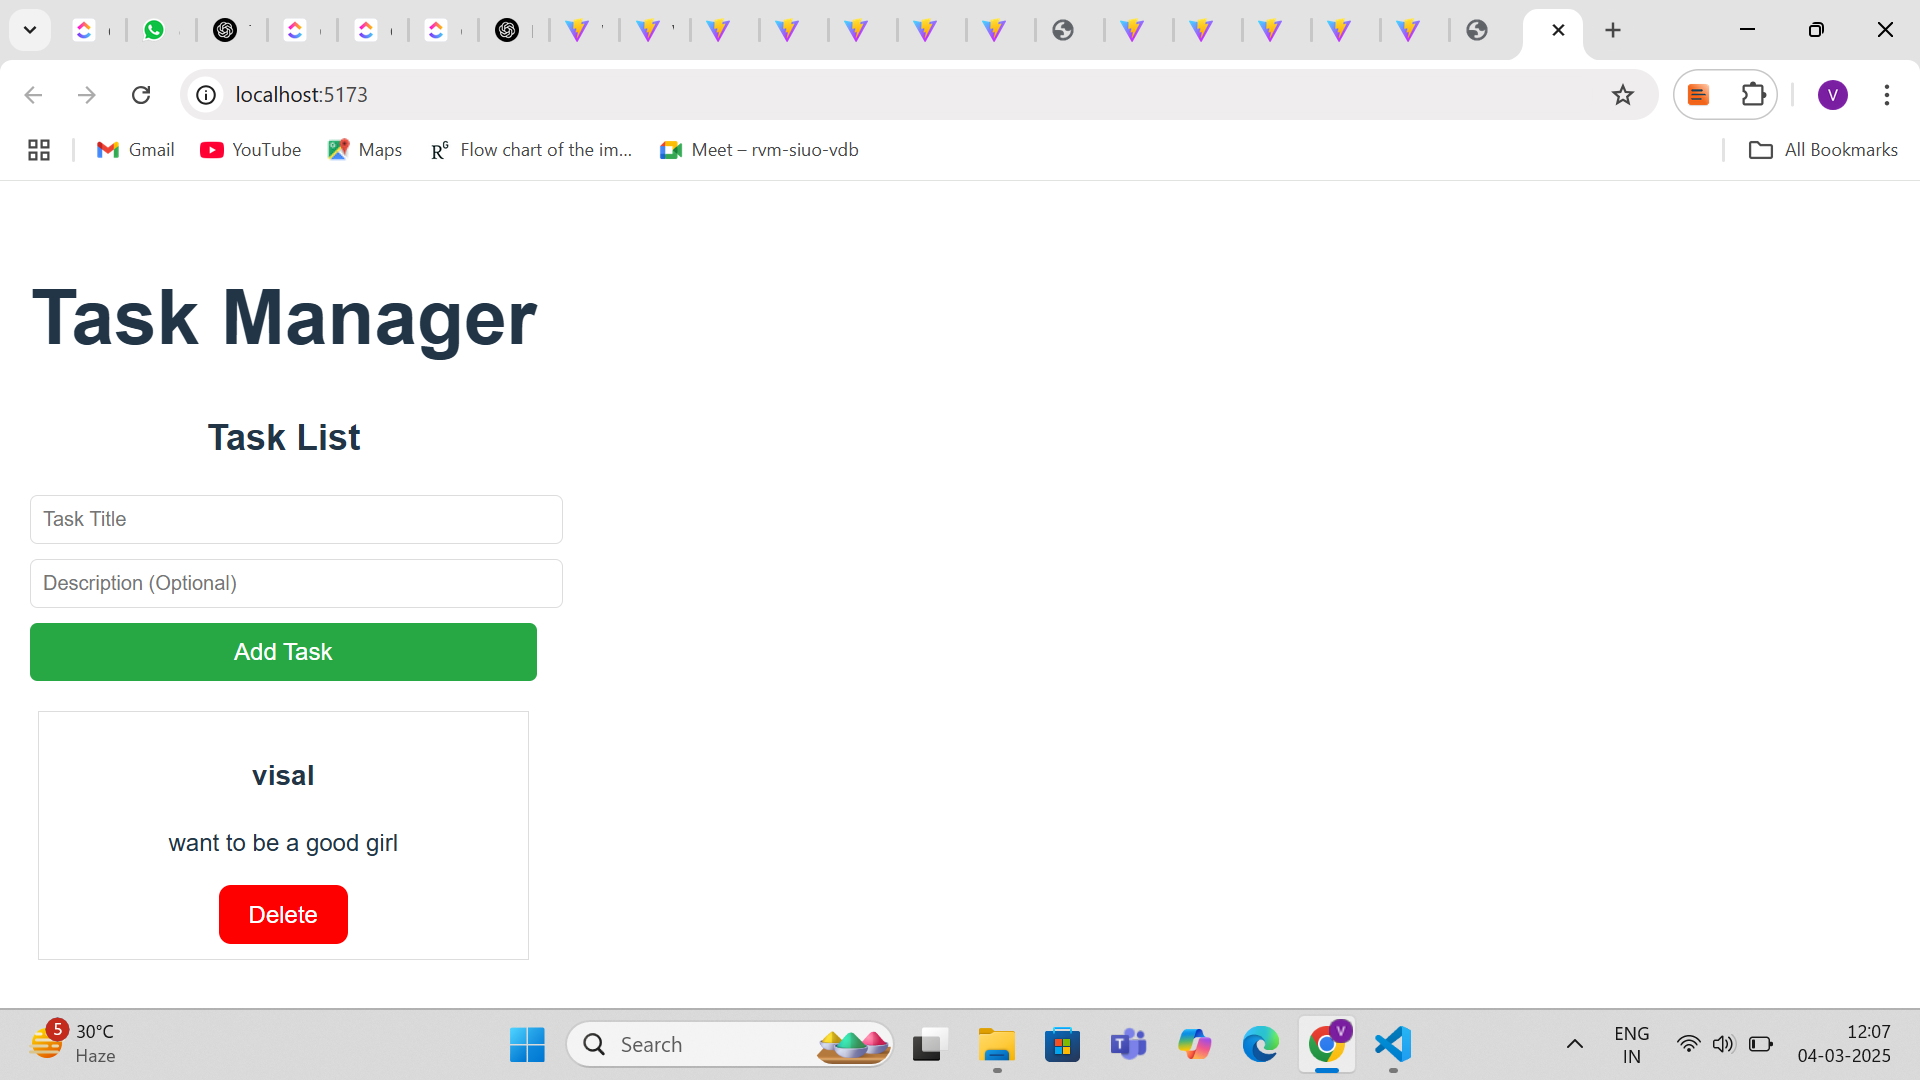 localhost:5173
V
Gmail
YouTube
Maps
RG
Flow chart of the im...
Meet – rvm-siuo-vdb
All Bookmarks
Task Manager
Task List
Task Title
Description (Optional)
Add Task
visal
want to be a good girl
Delete
5
30°C
Haze
Search
T
V
ENG
IN
12:07
04-03-2025